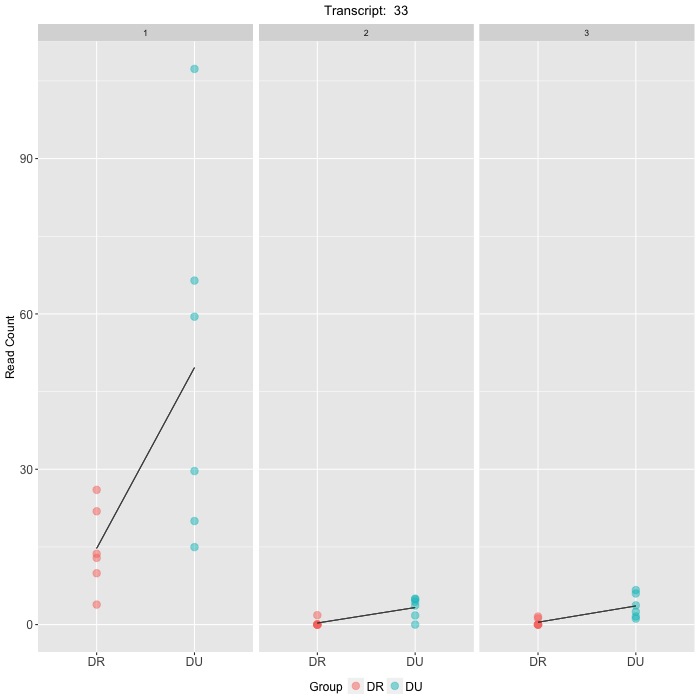 Transcript:  33
1 2 3
90
60
30
0
Read Count
DR DU DR DU DR DU
Group DR DU